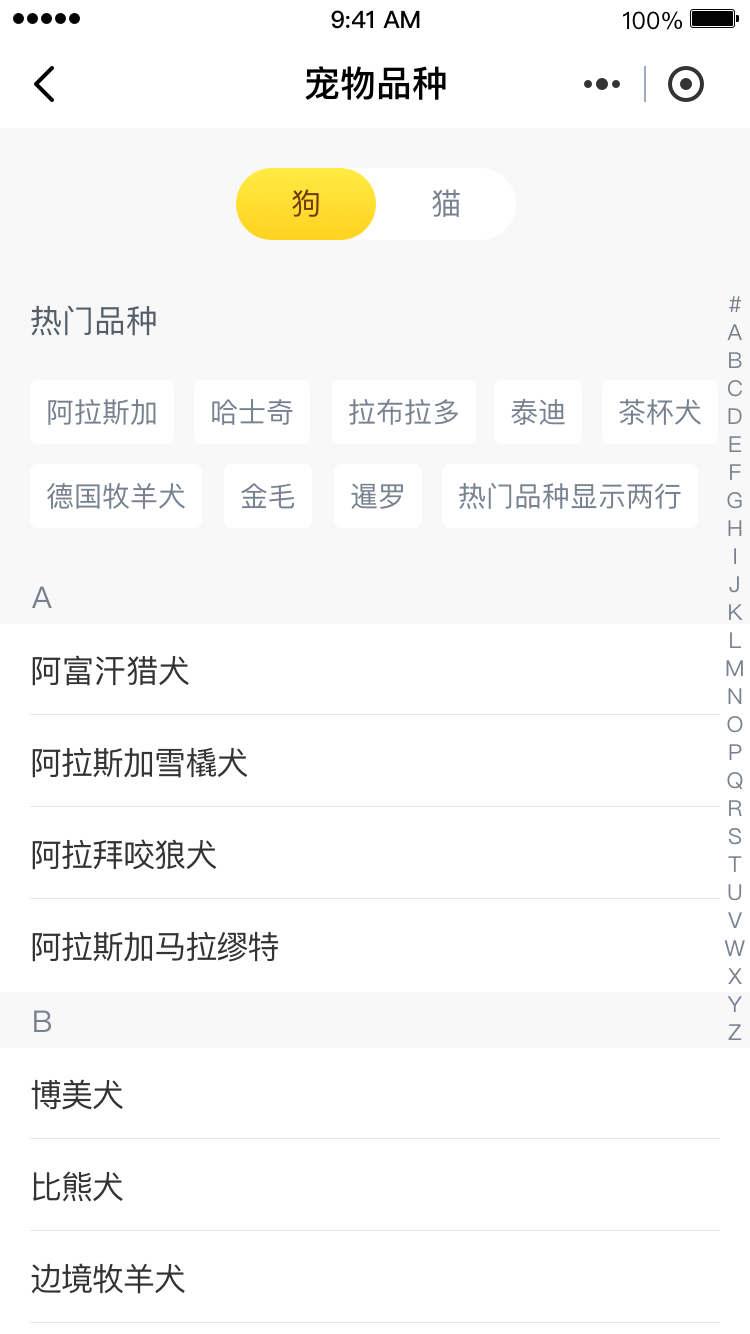 9:41 AM 100%
宠物品种
狗 猫
热门品种
阿拉斯加 哈士奇 拉布拉多 泰迪 茶杯犬
德国牧羊犬 金毛 暹罗 热门品种显示两行
A
阿富汗猎犬
阿拉斯加雪橇犬
阿拉拜咬狼犬
阿拉斯加马拉缪特
B
博美犬
比熊犬
边境牧羊犬
#
A
B
C
D
E
F
G
H
I
J
K
L
M
N
O
P
Q
R
S
T
U
V
W
X
Y
Z